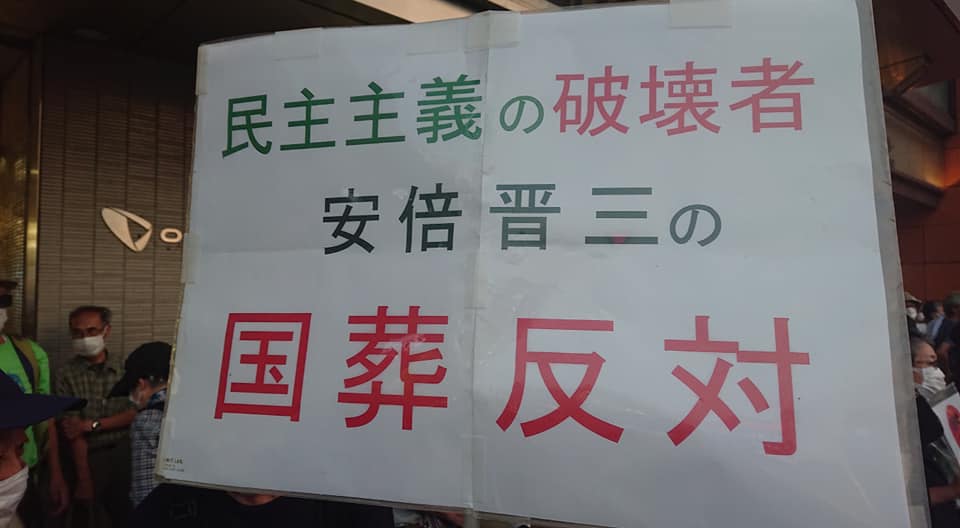 民主主義の破壊者
安倍晋三の
国葬反対